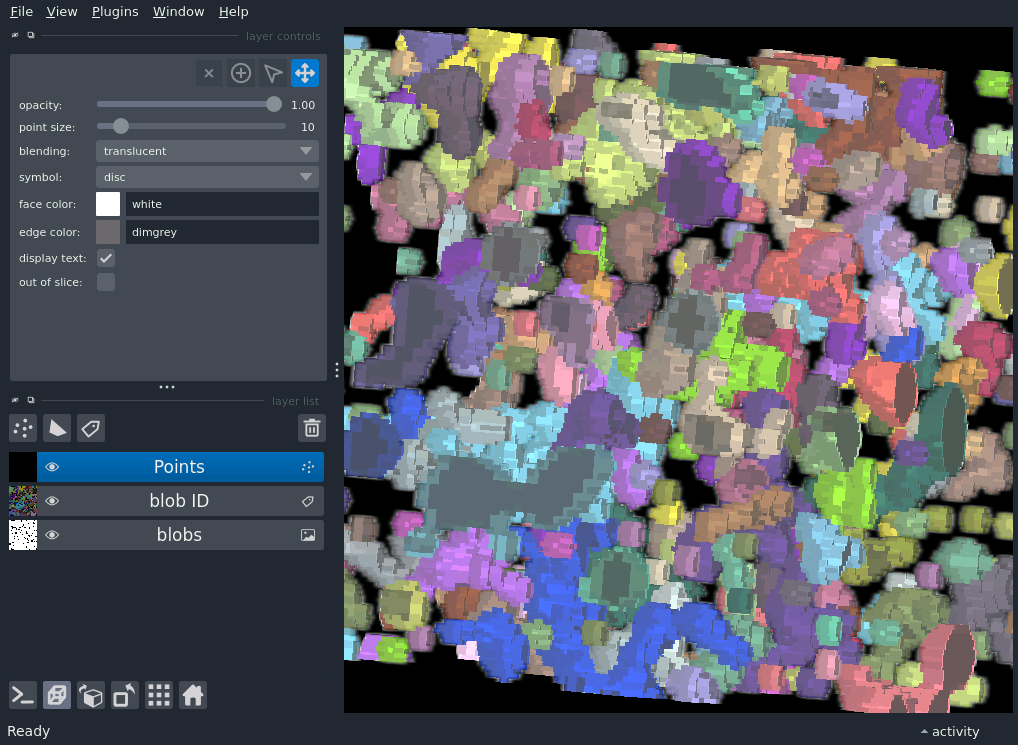 File View Plugins Window Help
layer controls
opacity: 1.00
point size: 10
blending: translucent
symbol: disc
face color: white
edge color: dimgrey
display text:
out of slice:
layer list
Points
blob ID
blobs
Ready activity